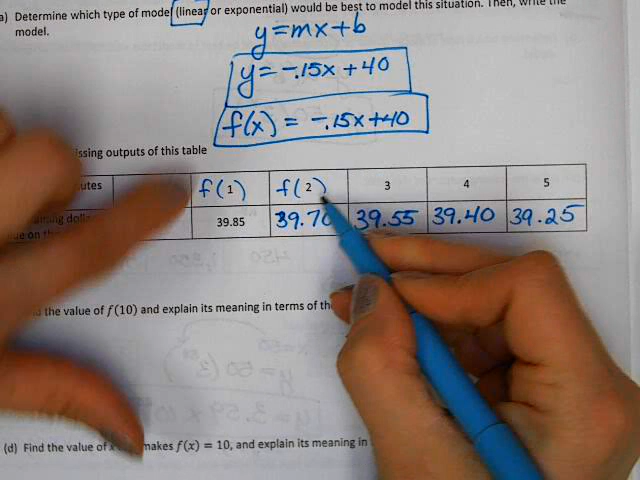 a) Determine which type of model (linear or exponential) would be best to model this situation. Then, write the
model.
y=mx+b
y=-.15x+40
f(x) = -.15x+40
issing outputs of this table
utes f(1) f(2) 3 4 5
39.85 39.70 39.55 39.40 39.25
the value of f(10) and explain its meaning in terms of the
(d) Find the value of x makes f(x) = 10, and explain its meaning in